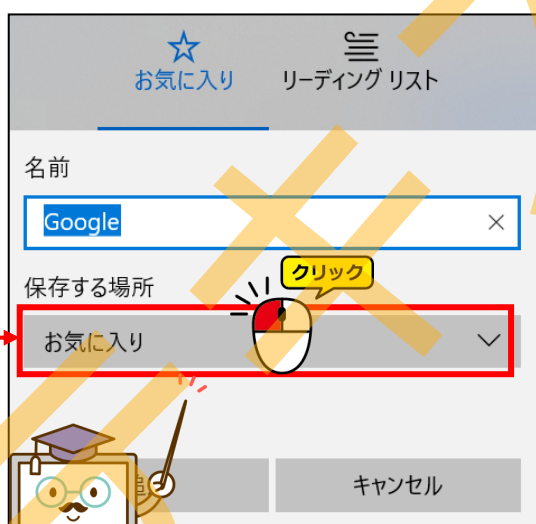 お気に入り
リーディング リスト
名前
Google
保存する場所
クリック
お気に入り
キャンセル